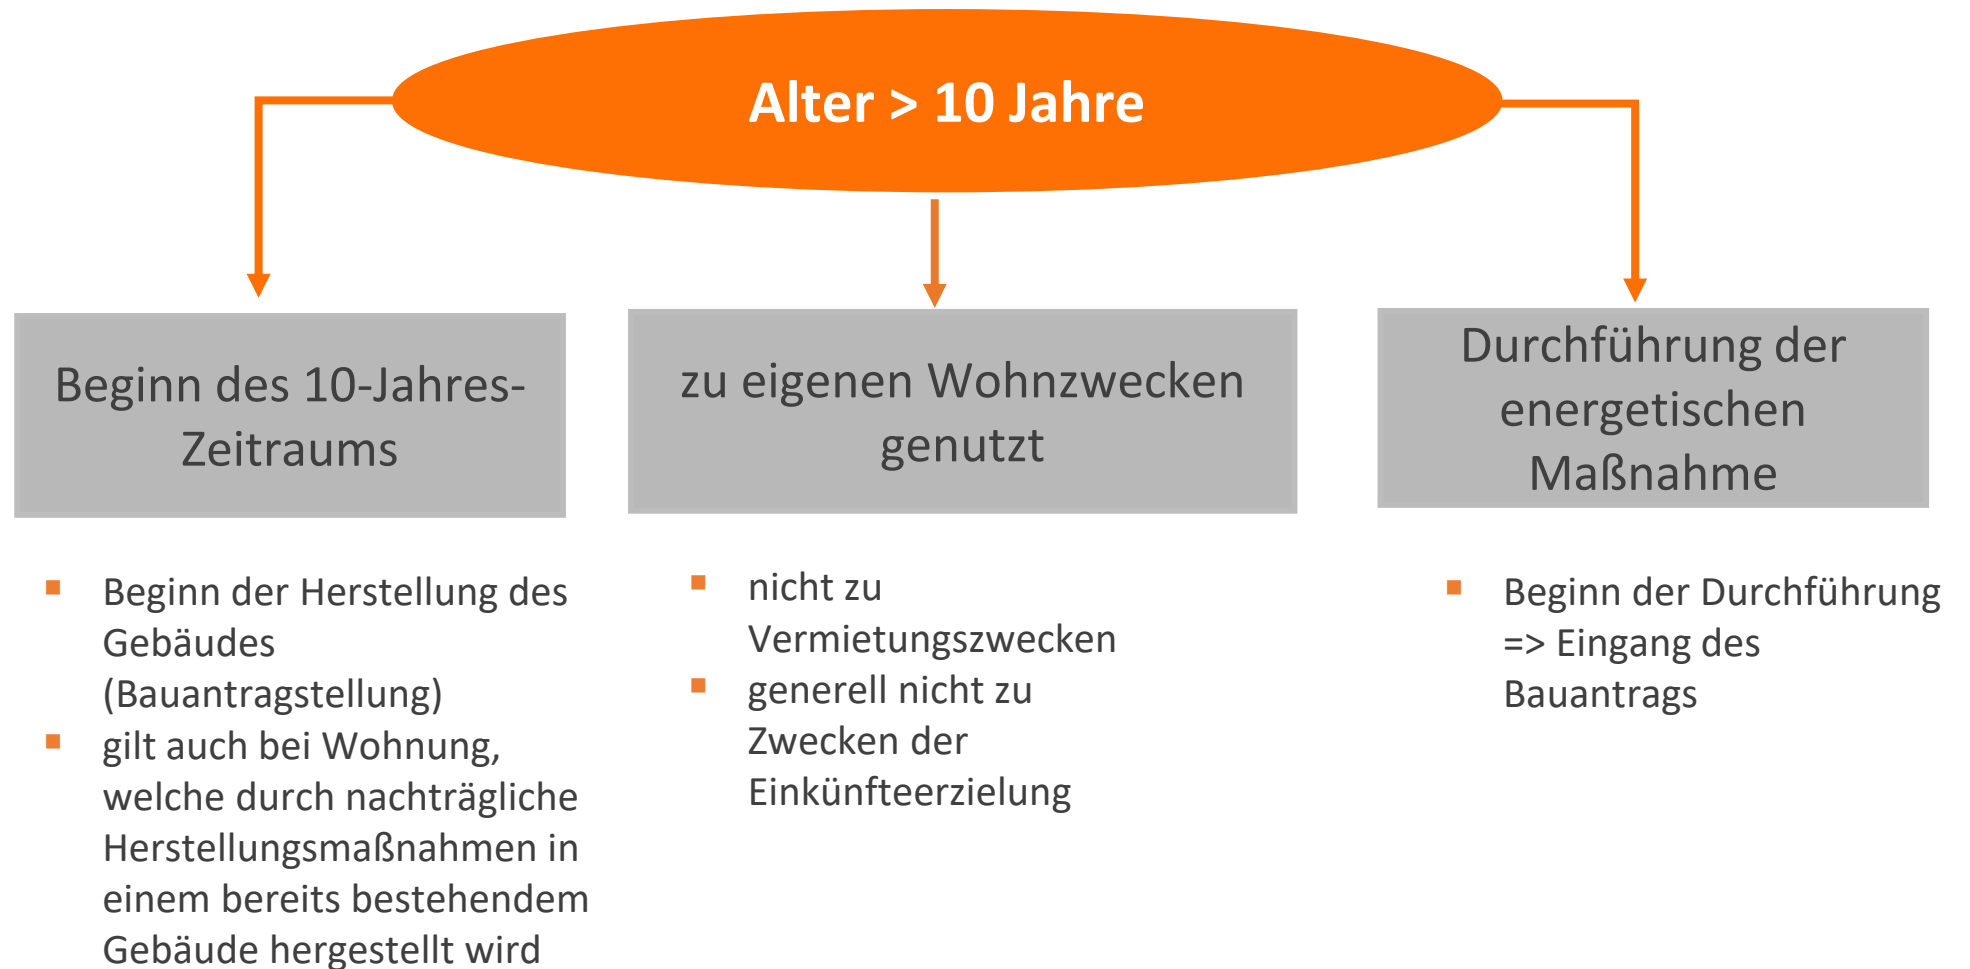 Alter > 10 Jahre
Beginn des 10-Jahres-
Zeitraums
zu eigenen Wohnzwecken
genutzt
Durchführung der
energetischen
Maßnahme
▪ Beginn der Herstellung des
Gebäudes
(Bauantragstellung)
▪ gilt auch bei Wohnung,
welche durch nachträgliche
Herstellungsmaßnahmen in
einem bereits bestehendem
Gebäude hergestellt wird
▪ nicht zu
Vermietungszwecken
▪ generell nicht zu
Zwecken der
Einkünfteerzielung
▪ Beginn der Durchführung
=> Eingang des
Bauantrags